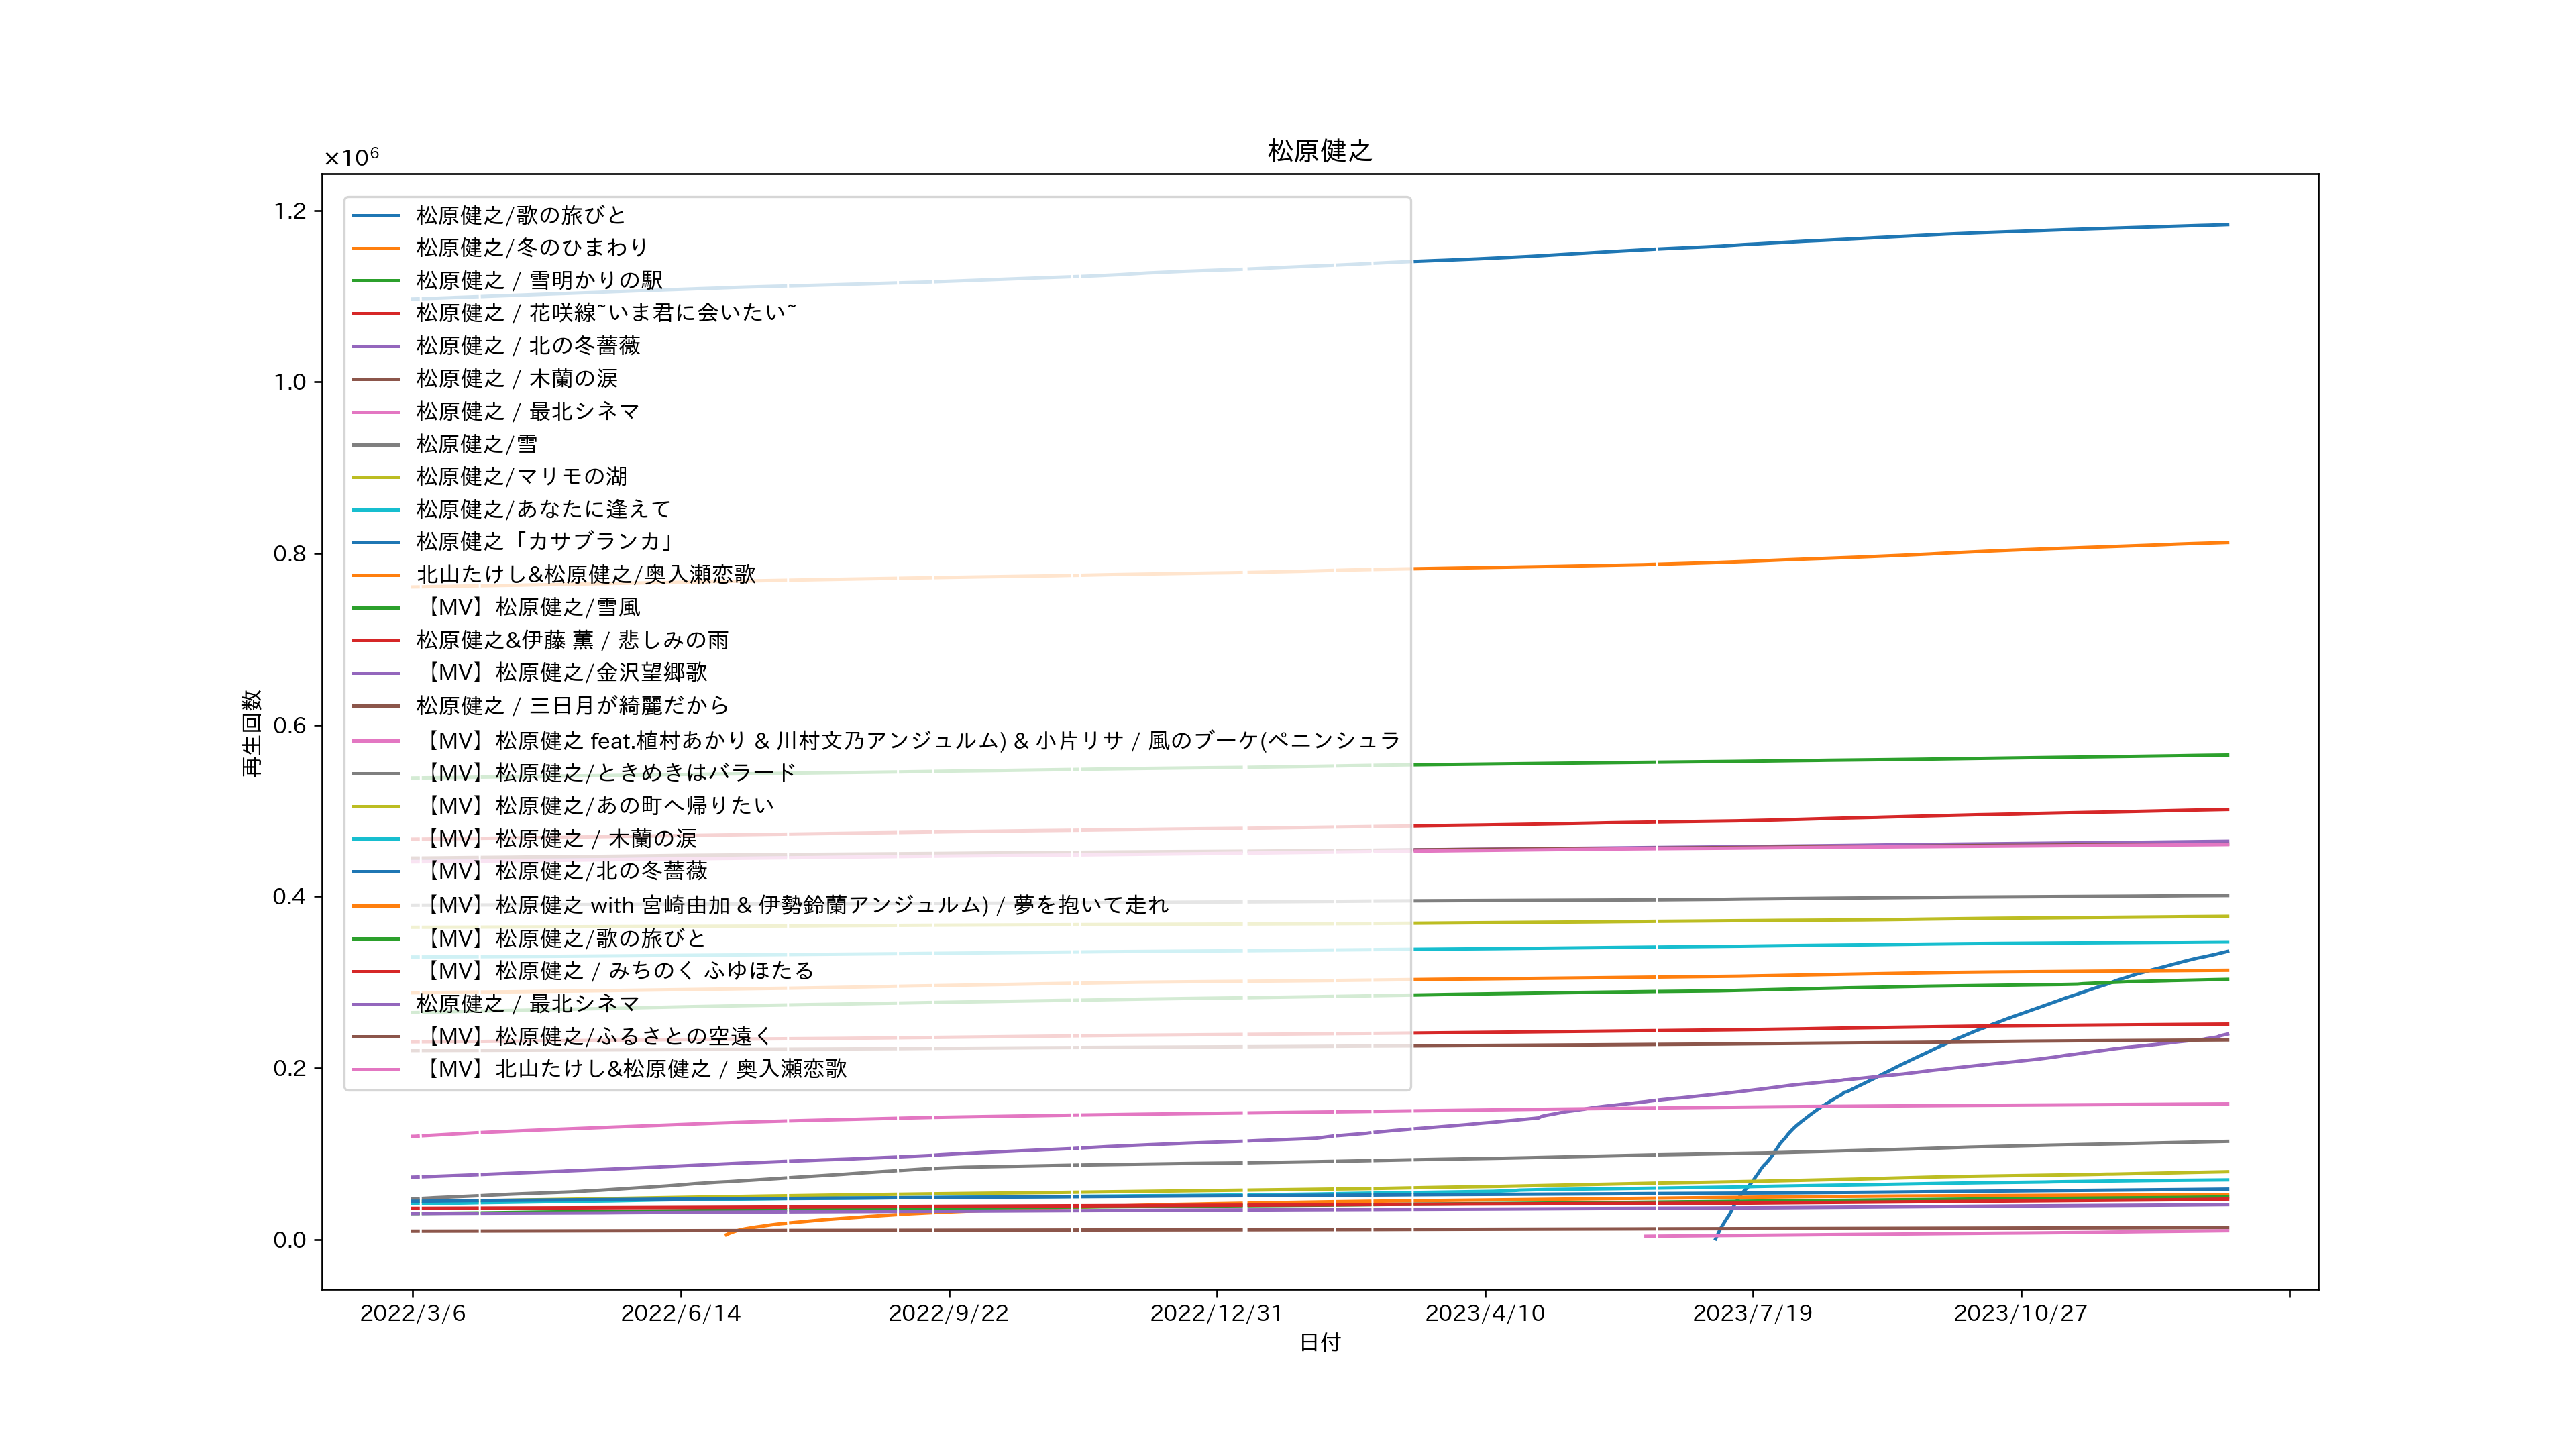 松原健之
×10⁶
1.2
1.0
0.8
0.6
0.4
0.2
0.0
再生回数
松原健之/歌の旅びと
松原健之/冬のひまわり
松原健之 / 雪明かりの駅
松原健之 / 花咲線~いま君に会いたい~
松原健之 / 北の冬薔薇
松原健之 / 木蘭の涙
松原健之 / 最北シネマ
松原健之/雪
松原健之/マリモの湖
松原健之/あなたに逢えて
松原健之「カサブランカ」
北山たけし&松原健之/奥入瀬恋歌
【MV】松原健之/雪風
松原健之&伊藤 薫 / 悲しみの雨
【MV】松原健之/金沢望郷歌
松原健之 / 三日月が綺麗だから
【MV】松原健之 feat.植村あかり & 川村文乃アンジュルム) & 小片リサ / 風のブーケ(ペニンシュラ
【MV】松原健之/ときめきはバラード
【MV】松原健之/あの町へ帰りたい
【MV】松原健之 / 木蘭の涙
【MV】松原健之/北の冬薔薇
【MV】松原健之 with 宮崎由加 & 伊勢鈴蘭アンジュルム) / 夢を抱いて走れ
【MV】松原健之/歌の旅びと
【MV】松原健之 / みちのく ふゆほたる
松原健之 / 最北シネマ
【MV】松原健之/ふるさとの空遠く
【MV】北山たけし&松原健之 / 奥入瀬恋歌
2022/3/6
2022/6/14
2022/9/22
2022/12/31
2023/4/10
2023/7/19
2023/10/27
日付